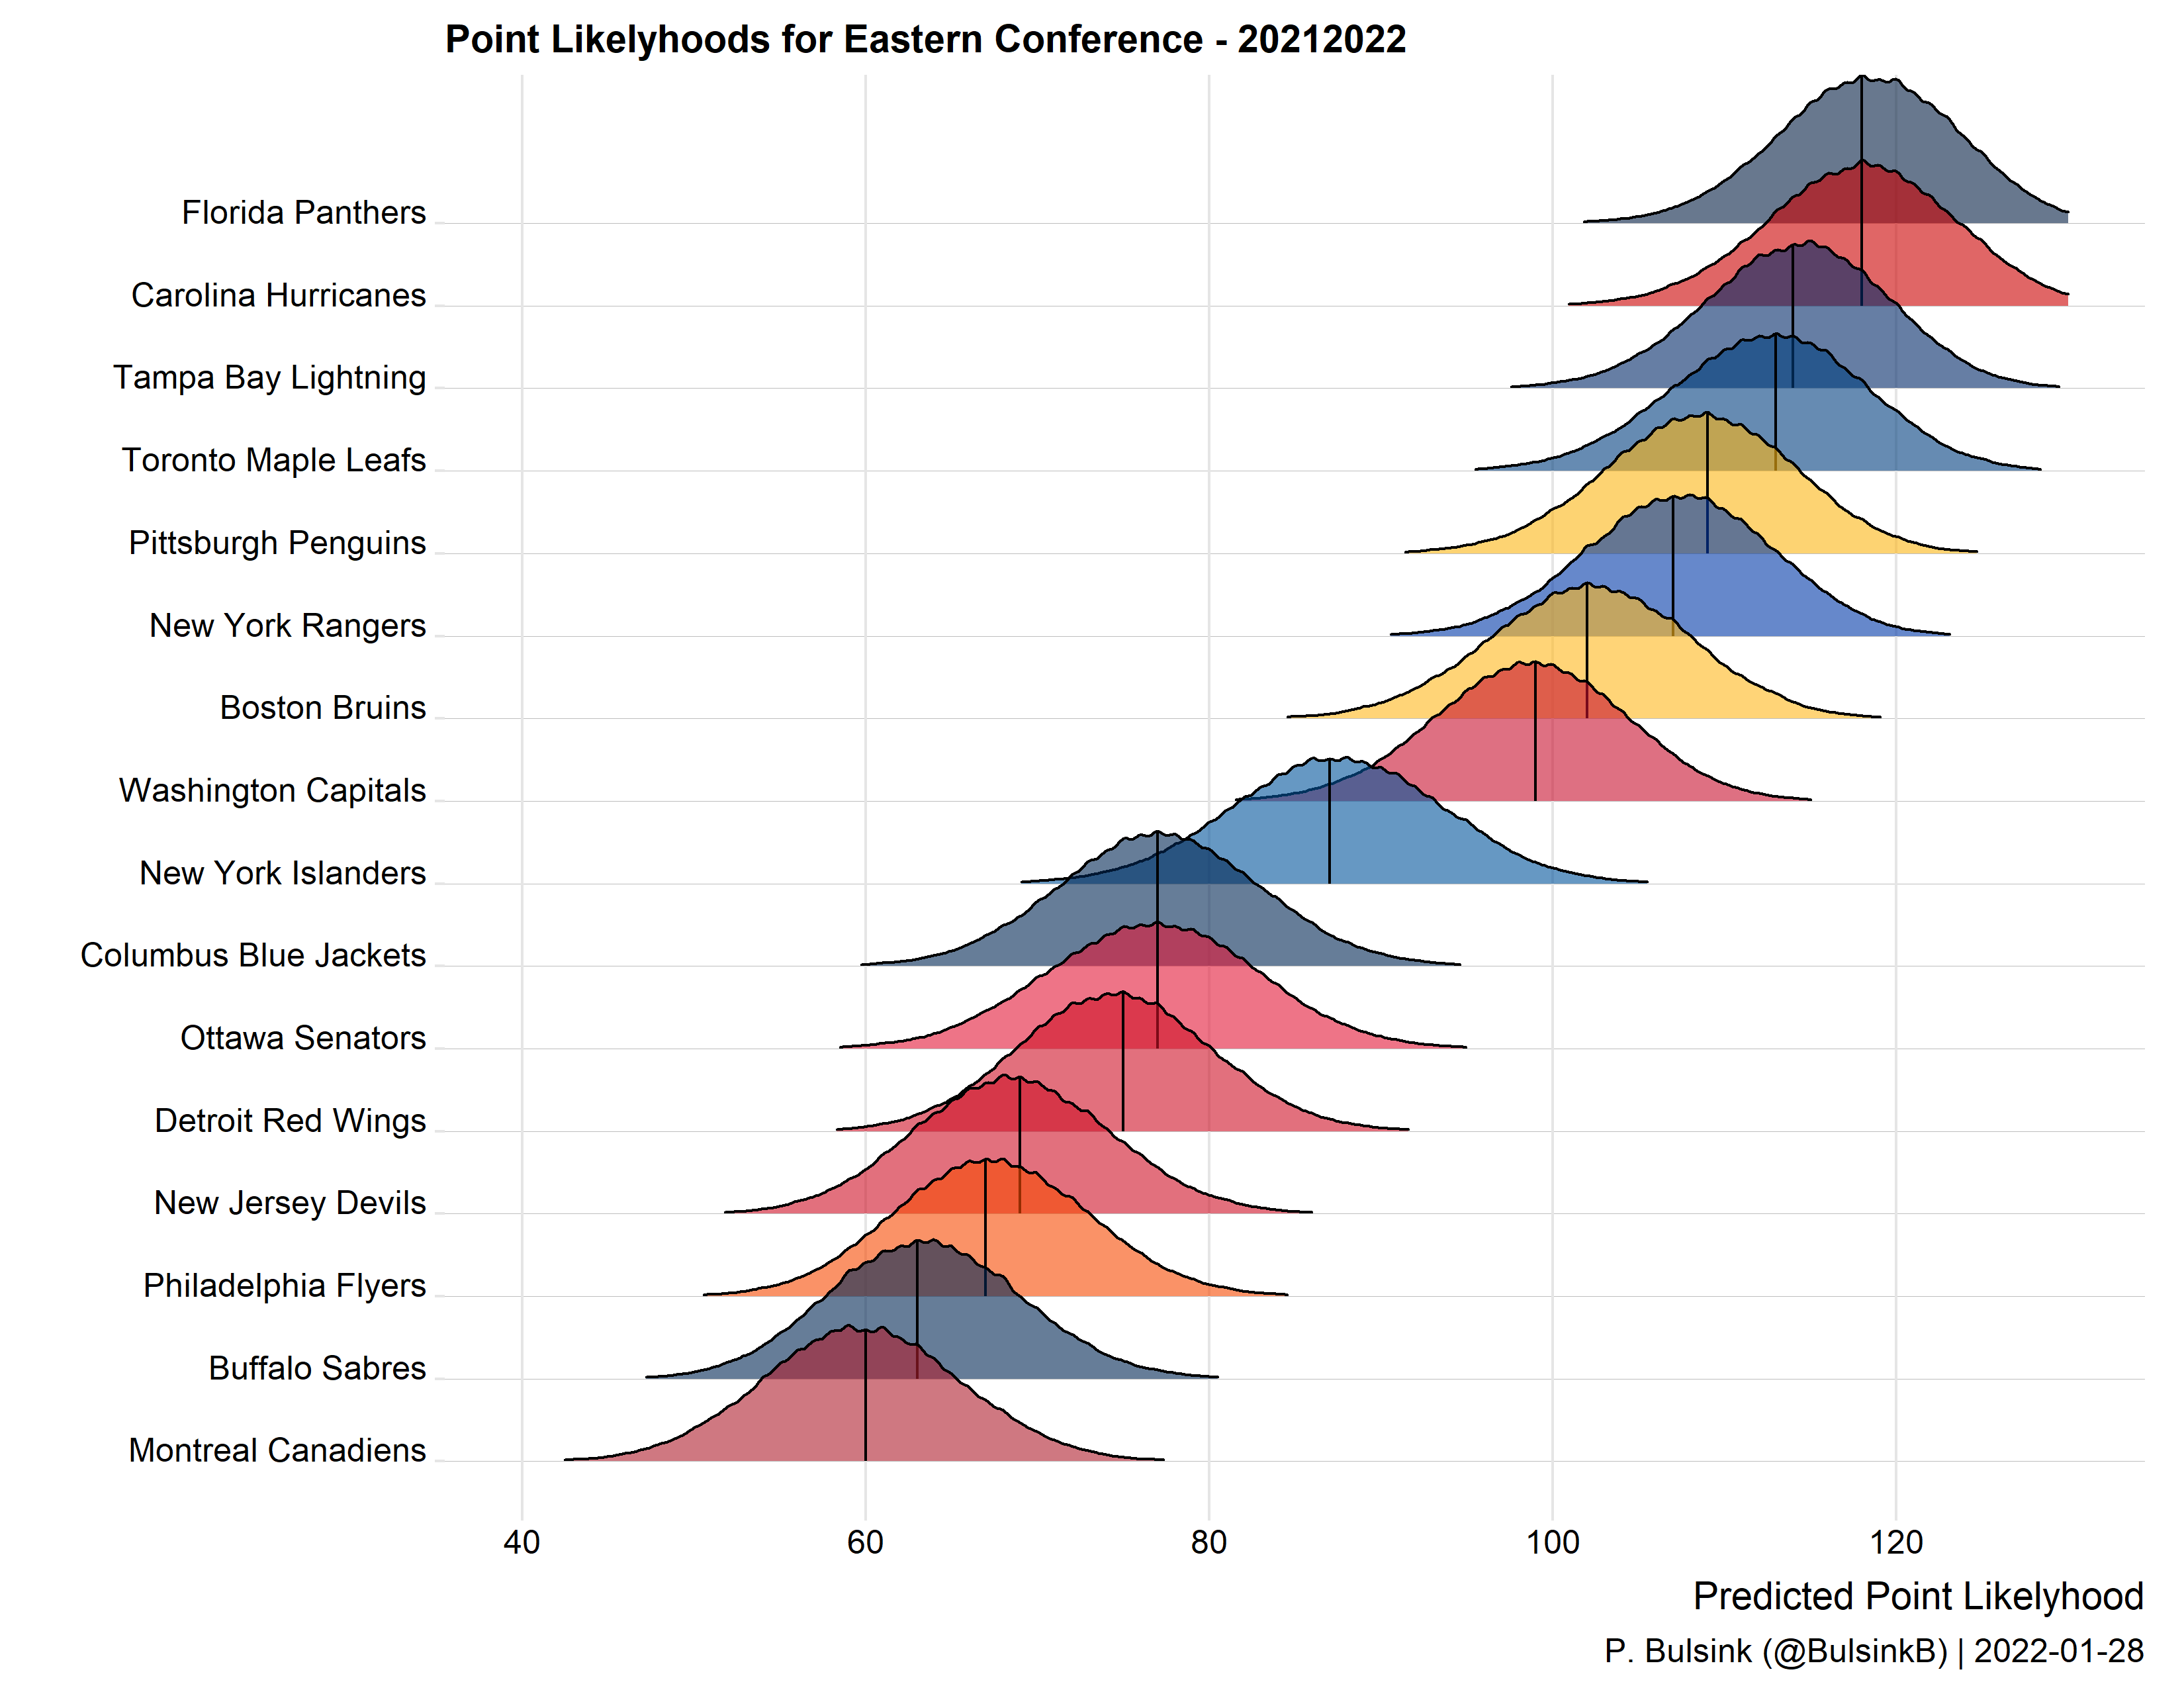 Point Likelyhoods for Eastern Conference - 20212022
Florida Panthers
Carolina Hurricanes
Tampa Bay Lightning
Toronto Maple Leafs
Pittsburgh Penguins
New York Rangers
Boston Bruins
Washington Capitals
New York Islanders
Columbus Blue Jackets
Ottawa Senators
Detroit Red Wings
New Jersey Devils
Philadelphia Flyers
Buffalo Sabres
Montreal Canadiens
40 60 80 100 120
Predicted Point Likelyhood
P. Bulsink (@BulsinkB) | 2022-01-28